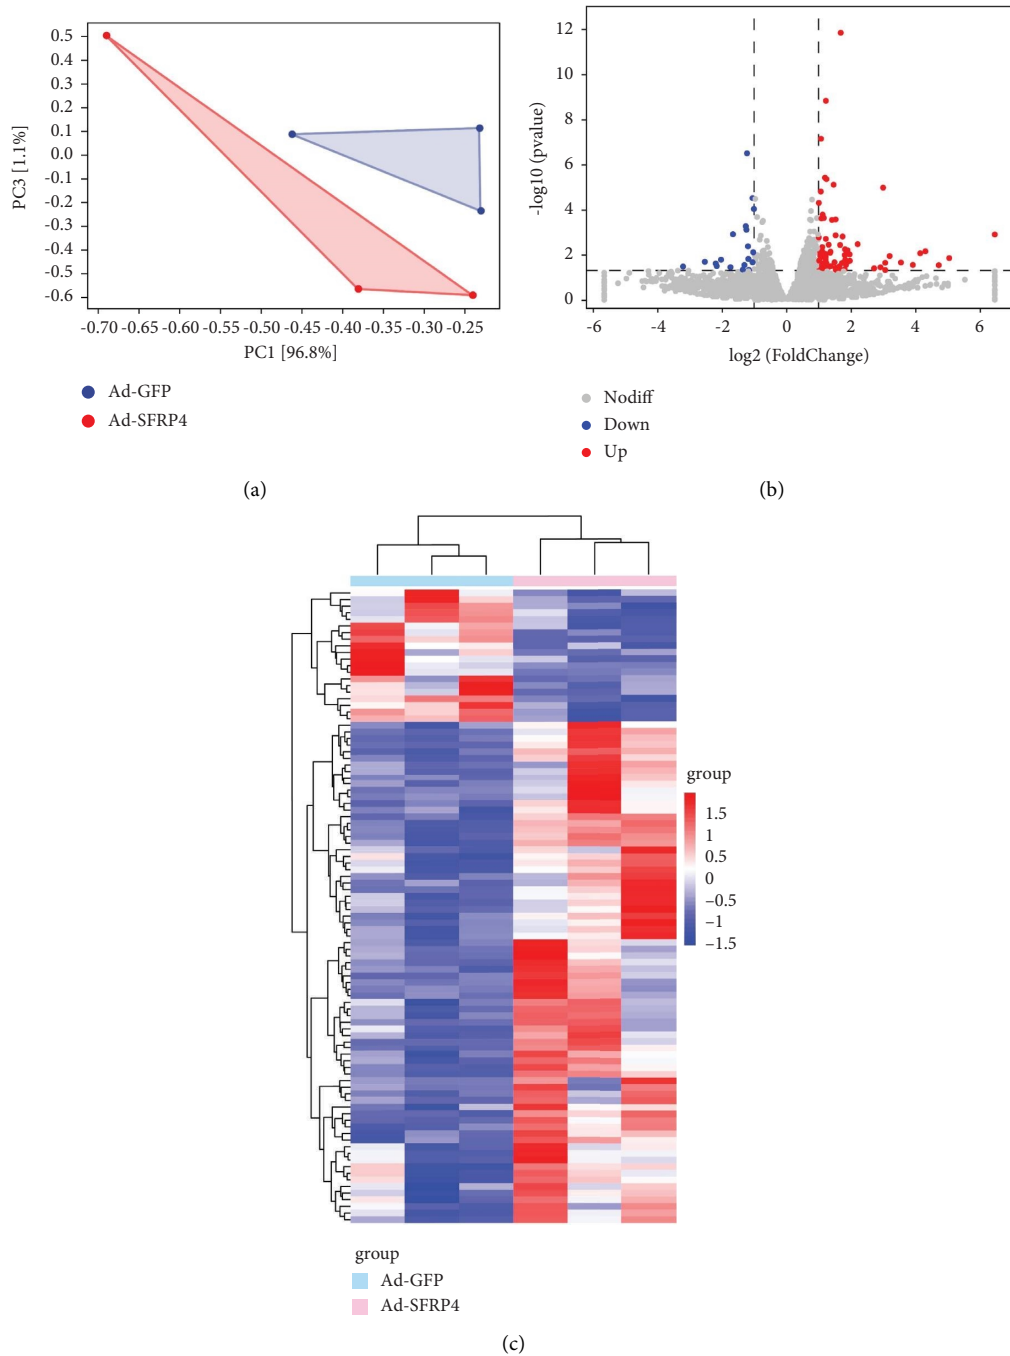 0.5
0.4
0.3
0.2
0.1
0.0
-0.1
-0.2
-0.3
-0.4
-0.5
-0.6
PC3 [1.1%]
-0.70 -0.65 -0.60 -0.55 -0.50 -0.45 -0.40 -0.35 -0.30 -0.25
PC1 [96.8%]
Ad-GFP
Ad-SFRP4
(a)
12
10
8
6
4
2
0
-log10 (pvalue)
-6 -4 -2 0 2 4 6
log2 (FoldChange)
Nodiff
Down
Up
(b)
group
1.5
1
0.5
0
−0.5
−1
−1.5
group
Ad-GFP
Ad-SFRP4
(c)